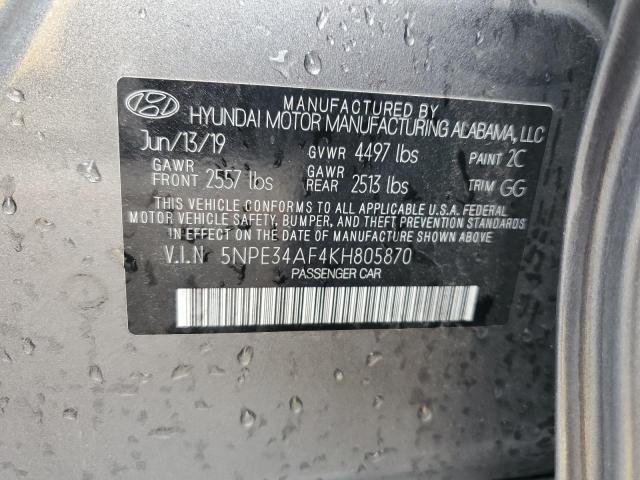 MANUFACTURED BY
HYUNDAI MOTOR MANUFACTURING ALABAMA, LLC
Jun/13/19 GVWR 4497 lbs PAINT 2C
GAWR FRONT 2557 lbs GAWR REAR 2513 lbs TRIM GG
THIS VEHICLE CONFORMS TO ALL APPLICABLE U.S.A. FEDERAL
MOTOR VEHICLE SAFETY, BUMPER, AND THEFT PREVENTION STANDARDS
IN EFFECT ON THE DATE OF MANUFACTURE SHOWN ABOVE.
V.I.N 5NPE34AF4KH805870
PASSENGER CAR